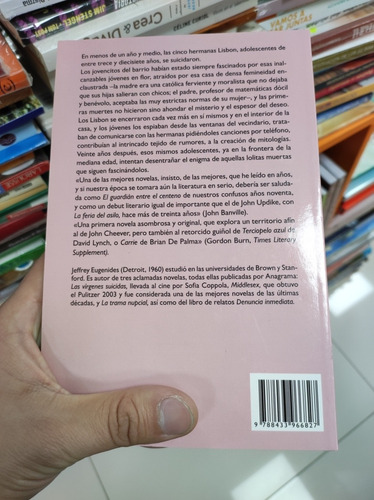 Crea & Div
En menos de un año y medio, las cinco hermanas Lisbon, adolescentes de
entre trece y diecisiete años, se suicidaron.
Los jovencitos del barrio habían estado siempre fascinados por esas inal-
canzables jóvenes en flor, atraídos por esa casa de densa feminidad en-
claustrada –la madre era una católica ferviente y moralista que no dejaba
que sus hijas salieran con chicos; el padre, profesor de matemáticas dócil
y benévolo, aceptaba las muy estrictas normas de su mujer–, y las prime-
ras muertes no hicieron sino ahondar el misterio y el espesor del deseo.
Los Lisbon se encerraron cada vez más en sí mismos y en el interior de la
casa, y los jóvenes los espiaban desde las ventanas del vecindario, trata-
ban de comunicarse con las hermanas pidiéndoles canciones por teléfono,
contribuían al intrincado tejido de rumores, a la creación de mitologías.
Veinte años después, esos mismos adolescentes, ya en la frontera de la
mediana edad, intentan desentrañar el enigma de aquellas lolitas muertas
que siguen fascinándolos.
«Una de las mejores novelas, insisto, de las mejores, que he leído en años,
y si nuestra época se tomara aún la literatura en serio, debería ser saluda-
da como El guardián entre el centeno de nuestros confusos años noventa,
y como un debut literario igual de importante que el de John Updike, con
La feria del asilo, hace más de treinta años» (John Banville).
«Una primera novela asombrosa y original, que explora un territorio afín
al de John Cheever, pero también al retorcido guiñol de Terciopelo azul de
David Lynch, o Carrie de Brian De Palma» (Gordon Burn, Times Literary
Supplement).
Jeffrey Eugenides (Detroit, 1960) estudió en las universidades de Brown y Stan-
ford. Es autor de tres aclamadas novelas, todas ellas publicadas por Anagrama:
Las vírgenes suicidas, llevada al cine por Sofia Coppola, Middlesex, que obtuvo
el Pulitzer 2003 y fue considerada una de las mejores novelas de las últimas
décadas, y La trama nupcial, así como del libro de relatos Denuncia inmediata.
9 788433 966827